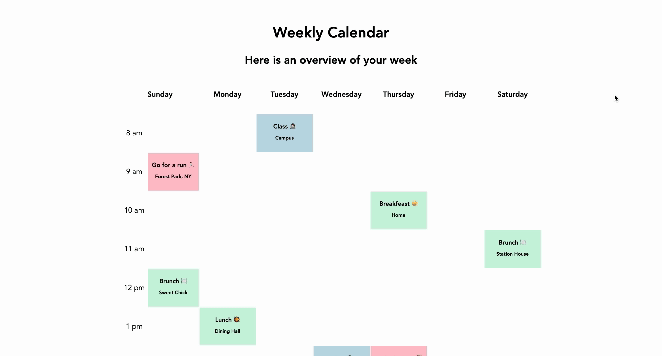 Weekly Calendar
Here is an overview of your week
Sunday Monday Tuesday Wednesday Thursday Friday Saturday
8 am
Class
Campus
9 am
Go for a run
Forest Park, NY
10 am
Breakfeast
Home
11 am
Brunch
Station House
12 pm
Brunch
Sweet Chick
1 pm
Lunch
Dining Hall